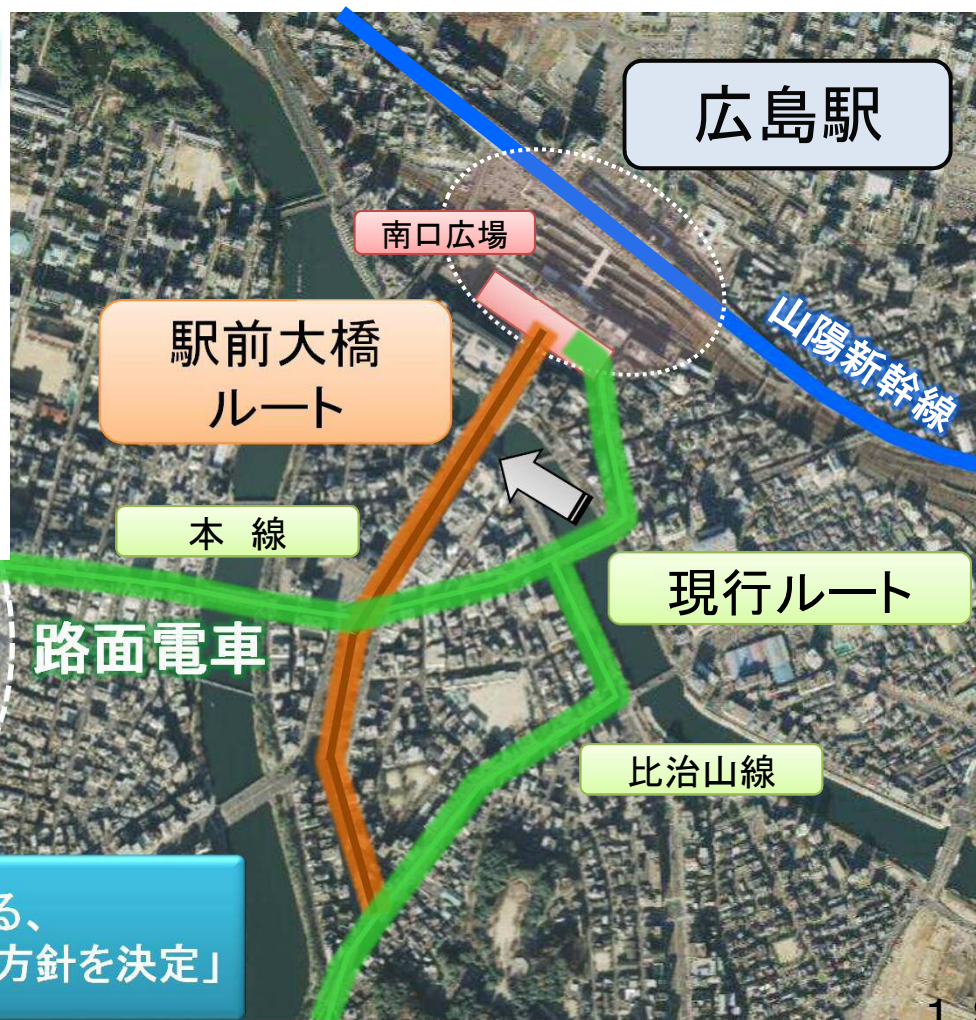 広島駅
南口広場
駅前大橋
ルート
山陽新幹線
本 線
現行ルート
路面電車
比治山線
る、
方針を決定」
1